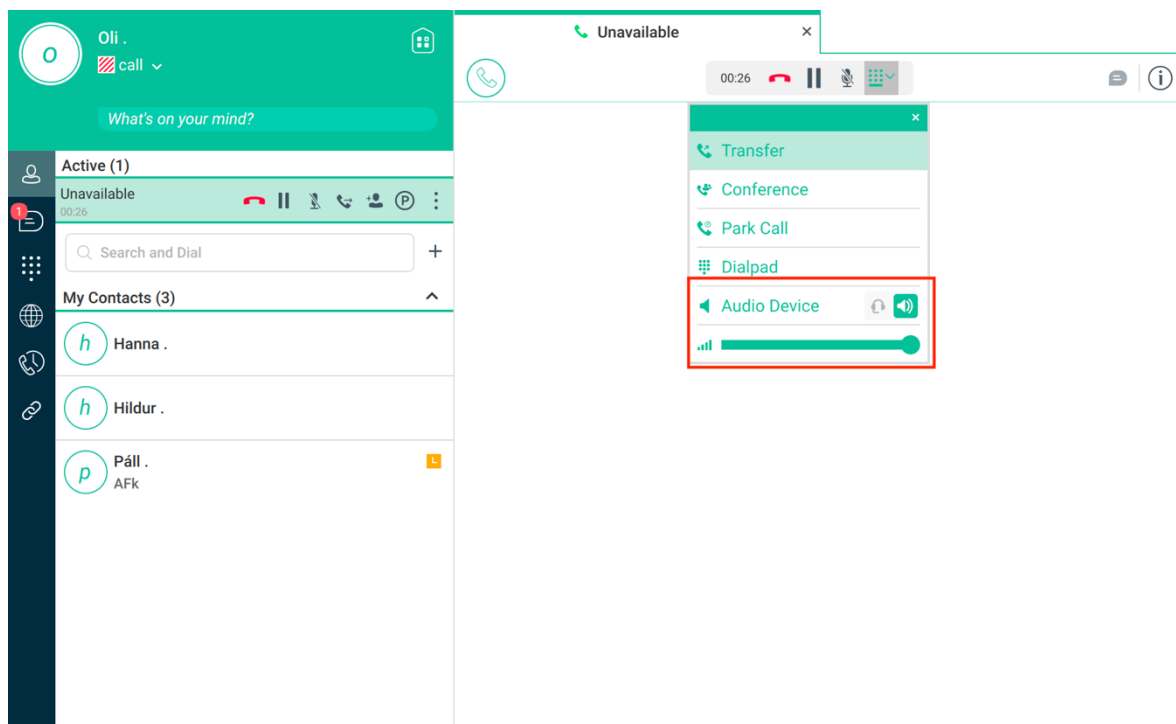 o
Oli .
call
What's on your mind?
Active (1)
Unavailable
00:26
P
1
Search and Dial
My Contacts (3)
h
Hanna .
h
Hildur .
p
Páll .
AFk
Unavailable
00:26
Transfer
Conference
Park Call
Dialpad
Audio Device